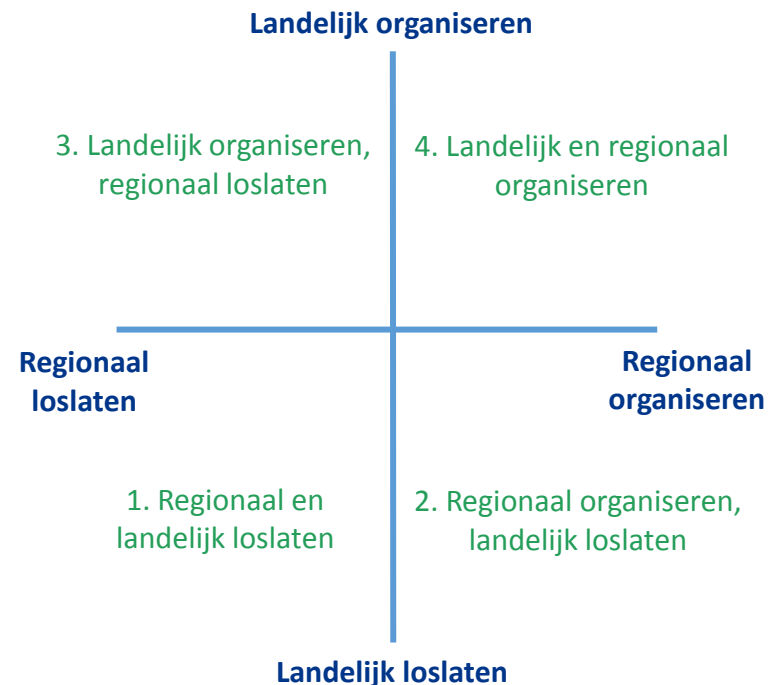 Landelijk organiseren
3. Landelijk organiseren,
regionaal loslaten
4. Landelijk en regionaal
organiseren
Regionaal
loslaten
Regionaal
organiseren
1. Regionaal en
landelijk loslaten
2. Regionaal organiseren,
landelijk loslaten
Landelijk loslaten